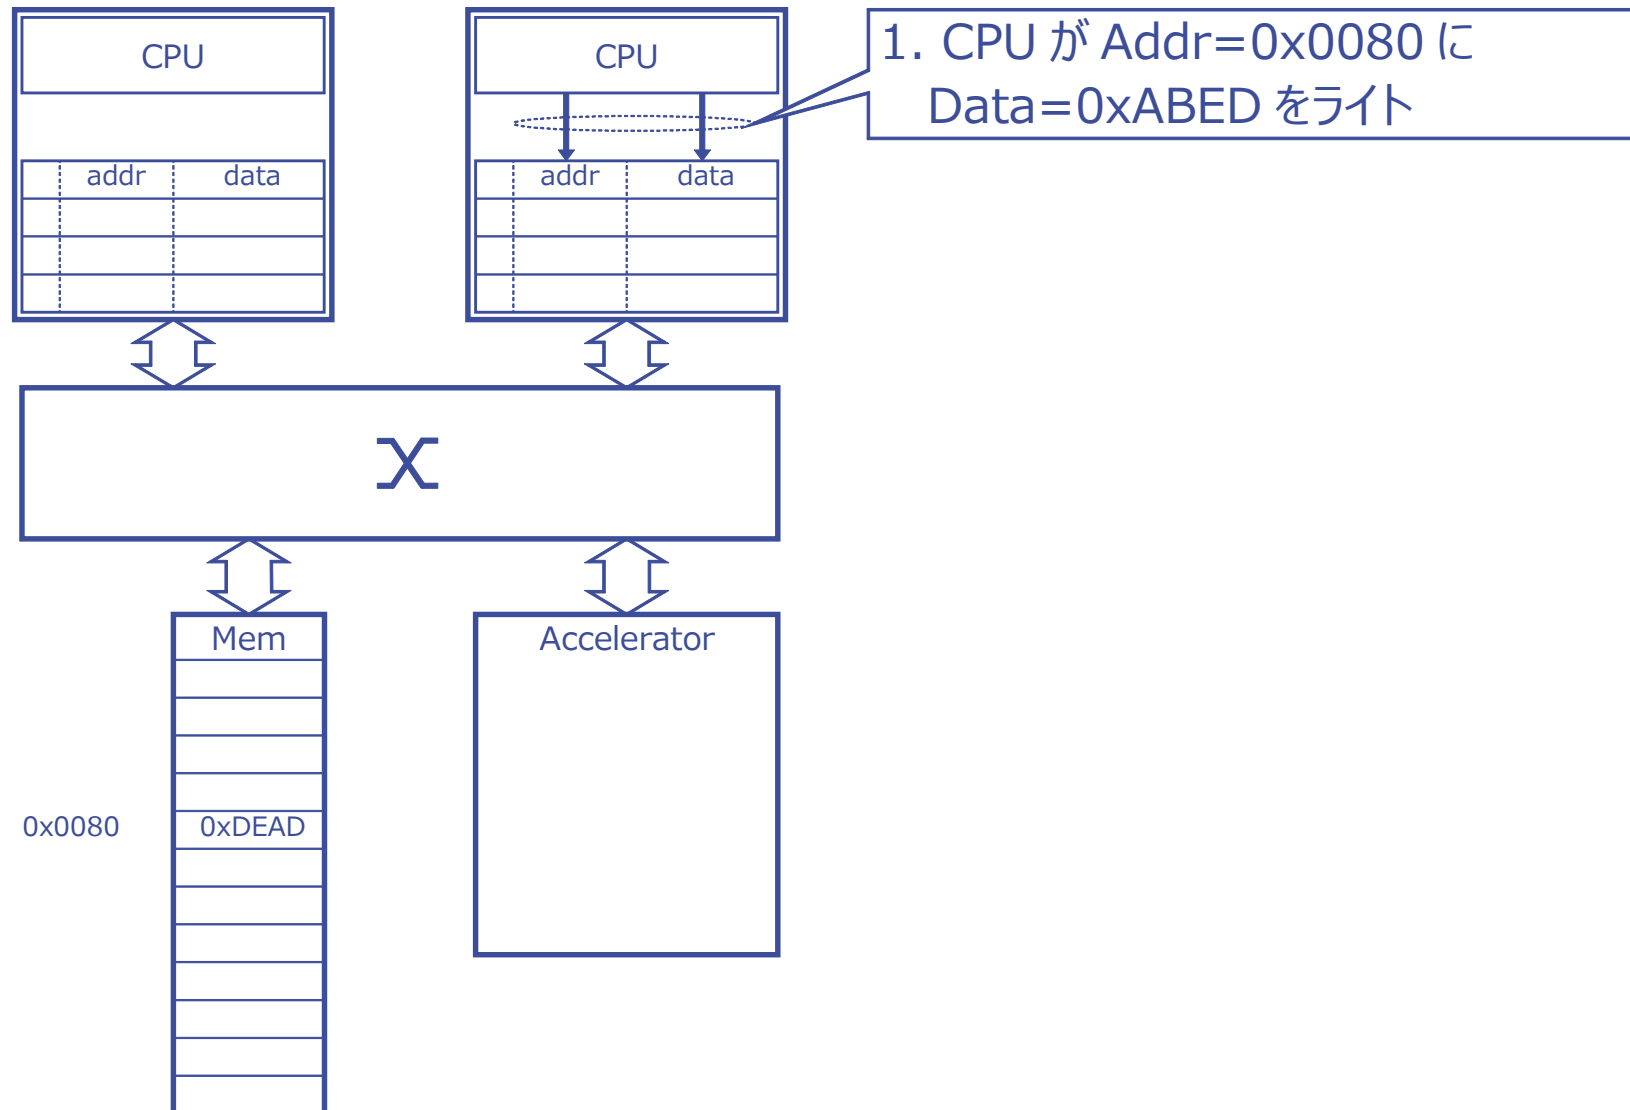 CPU
CPU
1. CPU が Addr=0x0080 に
Data=0xABED をライト
addr data
addr data
Mem
Accelerator
0x0080 0xDEAD